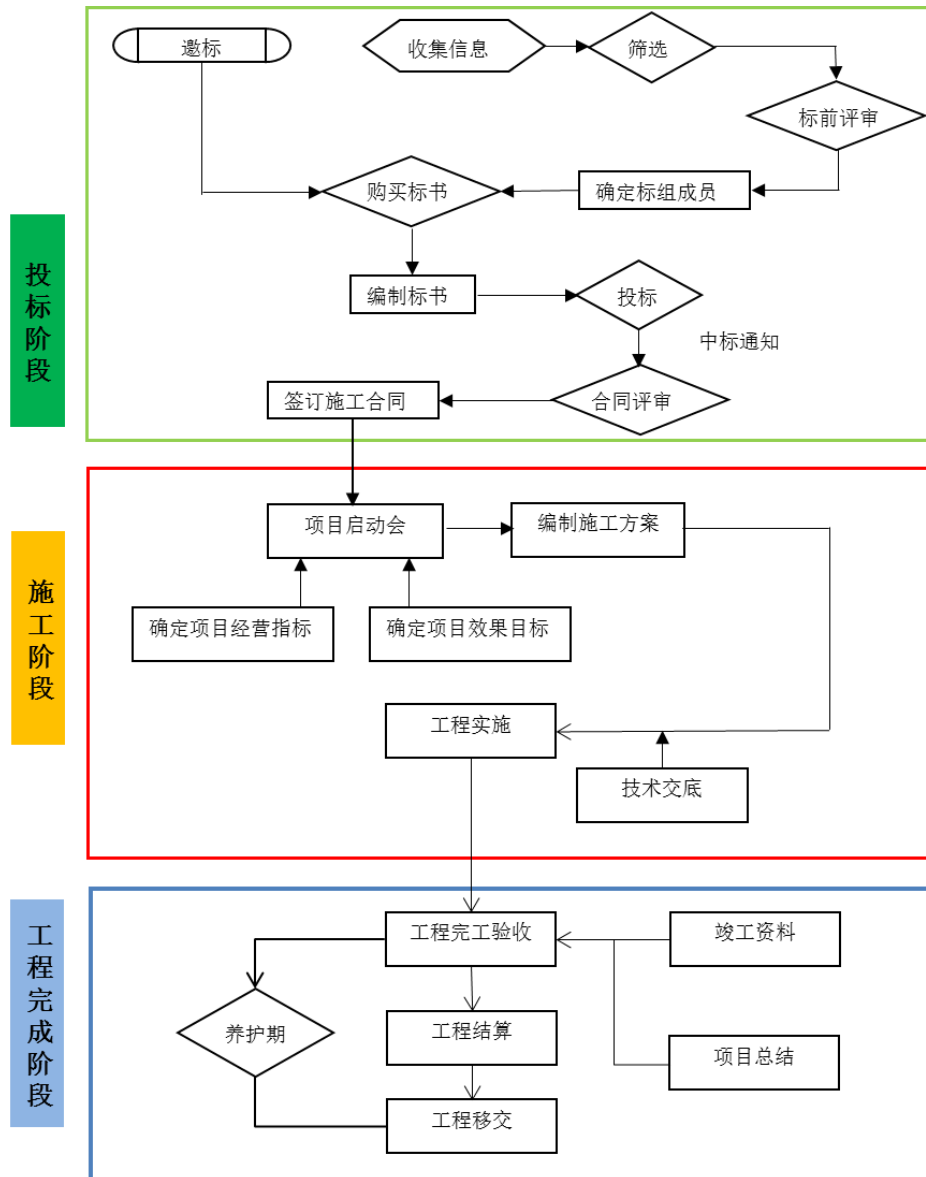 邀标
收集信息
筛选
标前评审
购买标书
确定标组成员
投标阶段
编制标书
投标
中标通知
签订施工合同
合同评审
施工阶段
项目启动会
编制施工方案
确定项目经营指标
确定项目效果目标
工程实施
技术交底
工程完成阶段
工程完工验收
竣工资料
养护期
工程结算
项目总结
工程移交